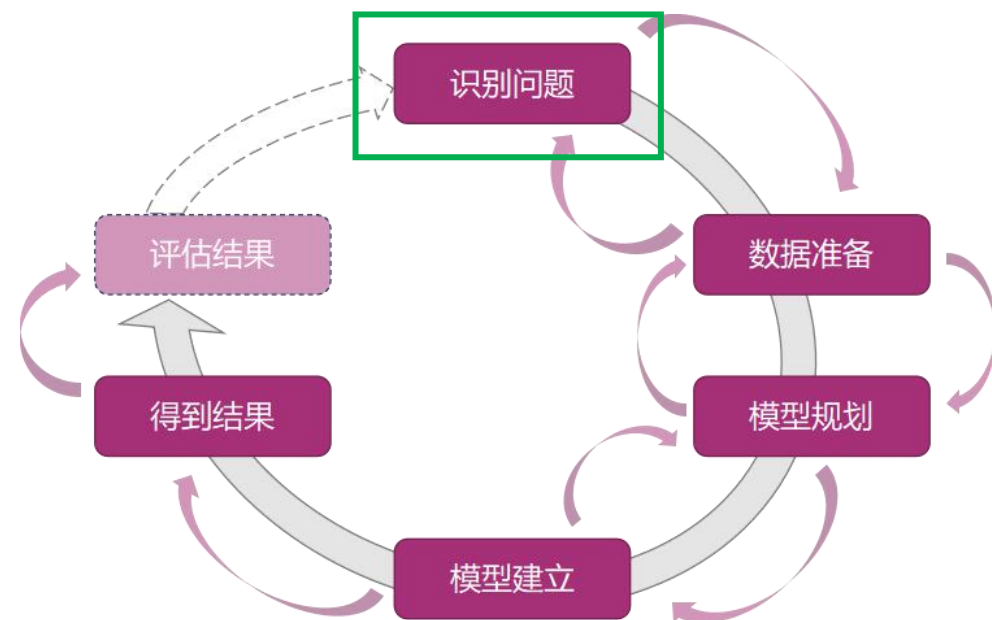 识别问题
数据准备
模型规划
模型建立
得到结果
评估结果